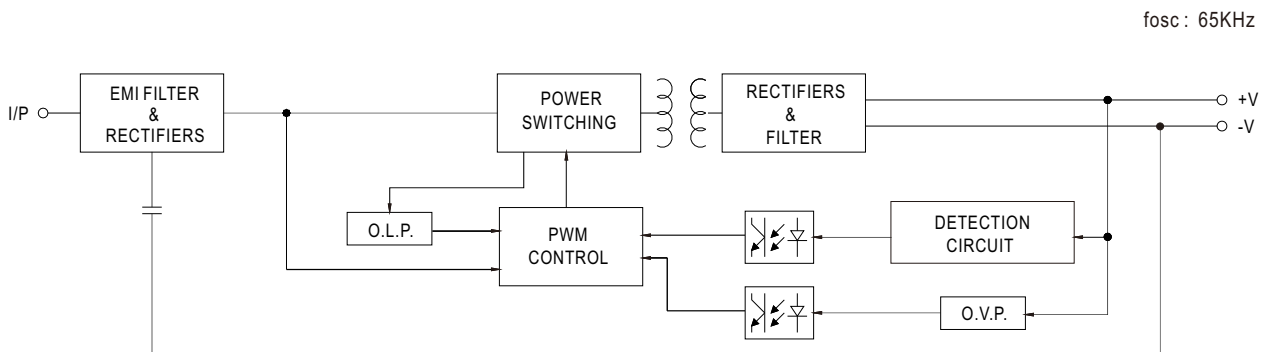 fosc : 65KHz
I/P
EMI FILTER
&
RECTIFIERS
POWER
SWITCHING
RECTIFIERS
&
FILTER
+V
-V
O.L.P.
PWM
CONTROL
DETECTION
CIRCUIT
O.V.P.